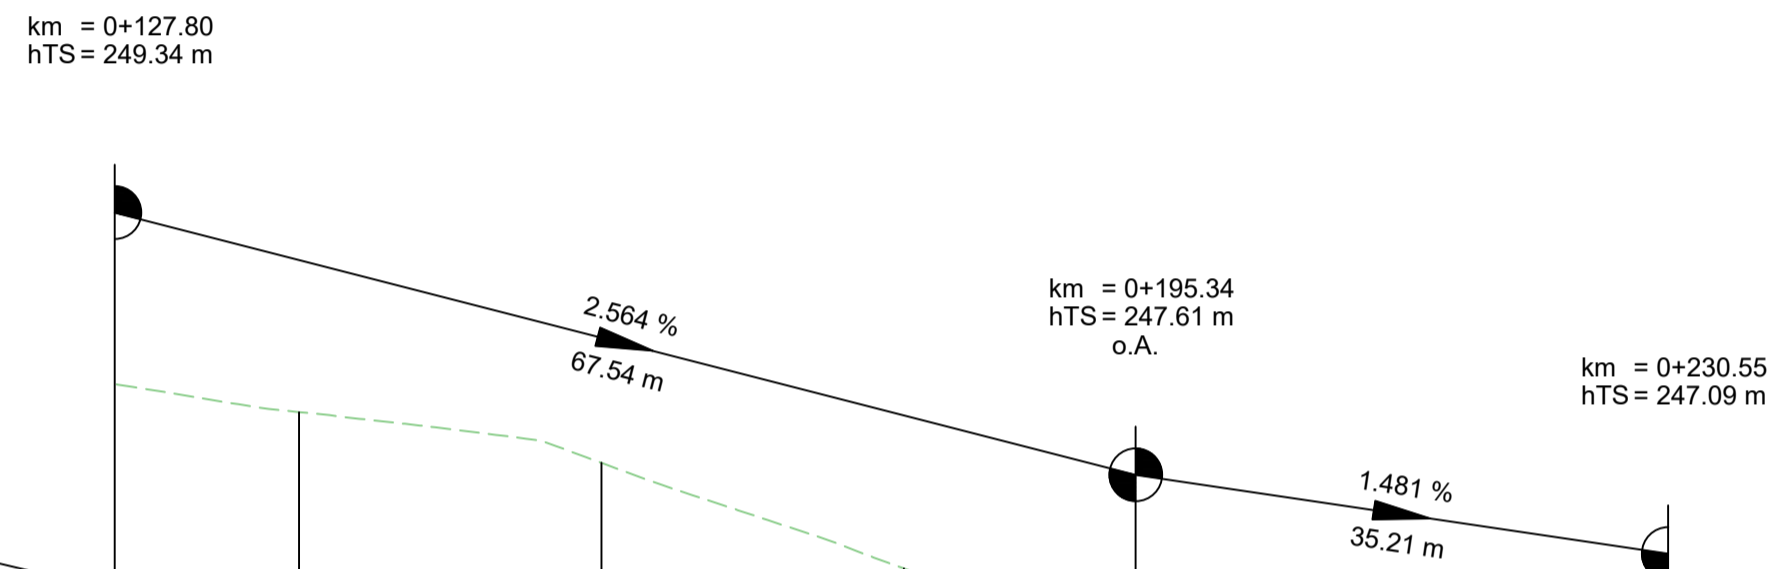 km = 0+127.80
hTS = 249.34 m
2.564 %
67.54 m
km = 0+195.34
hTS = 247.61 m
o.A.
km = 0+230.55
hTS = 247.09 m
1.481 %
35.21 m